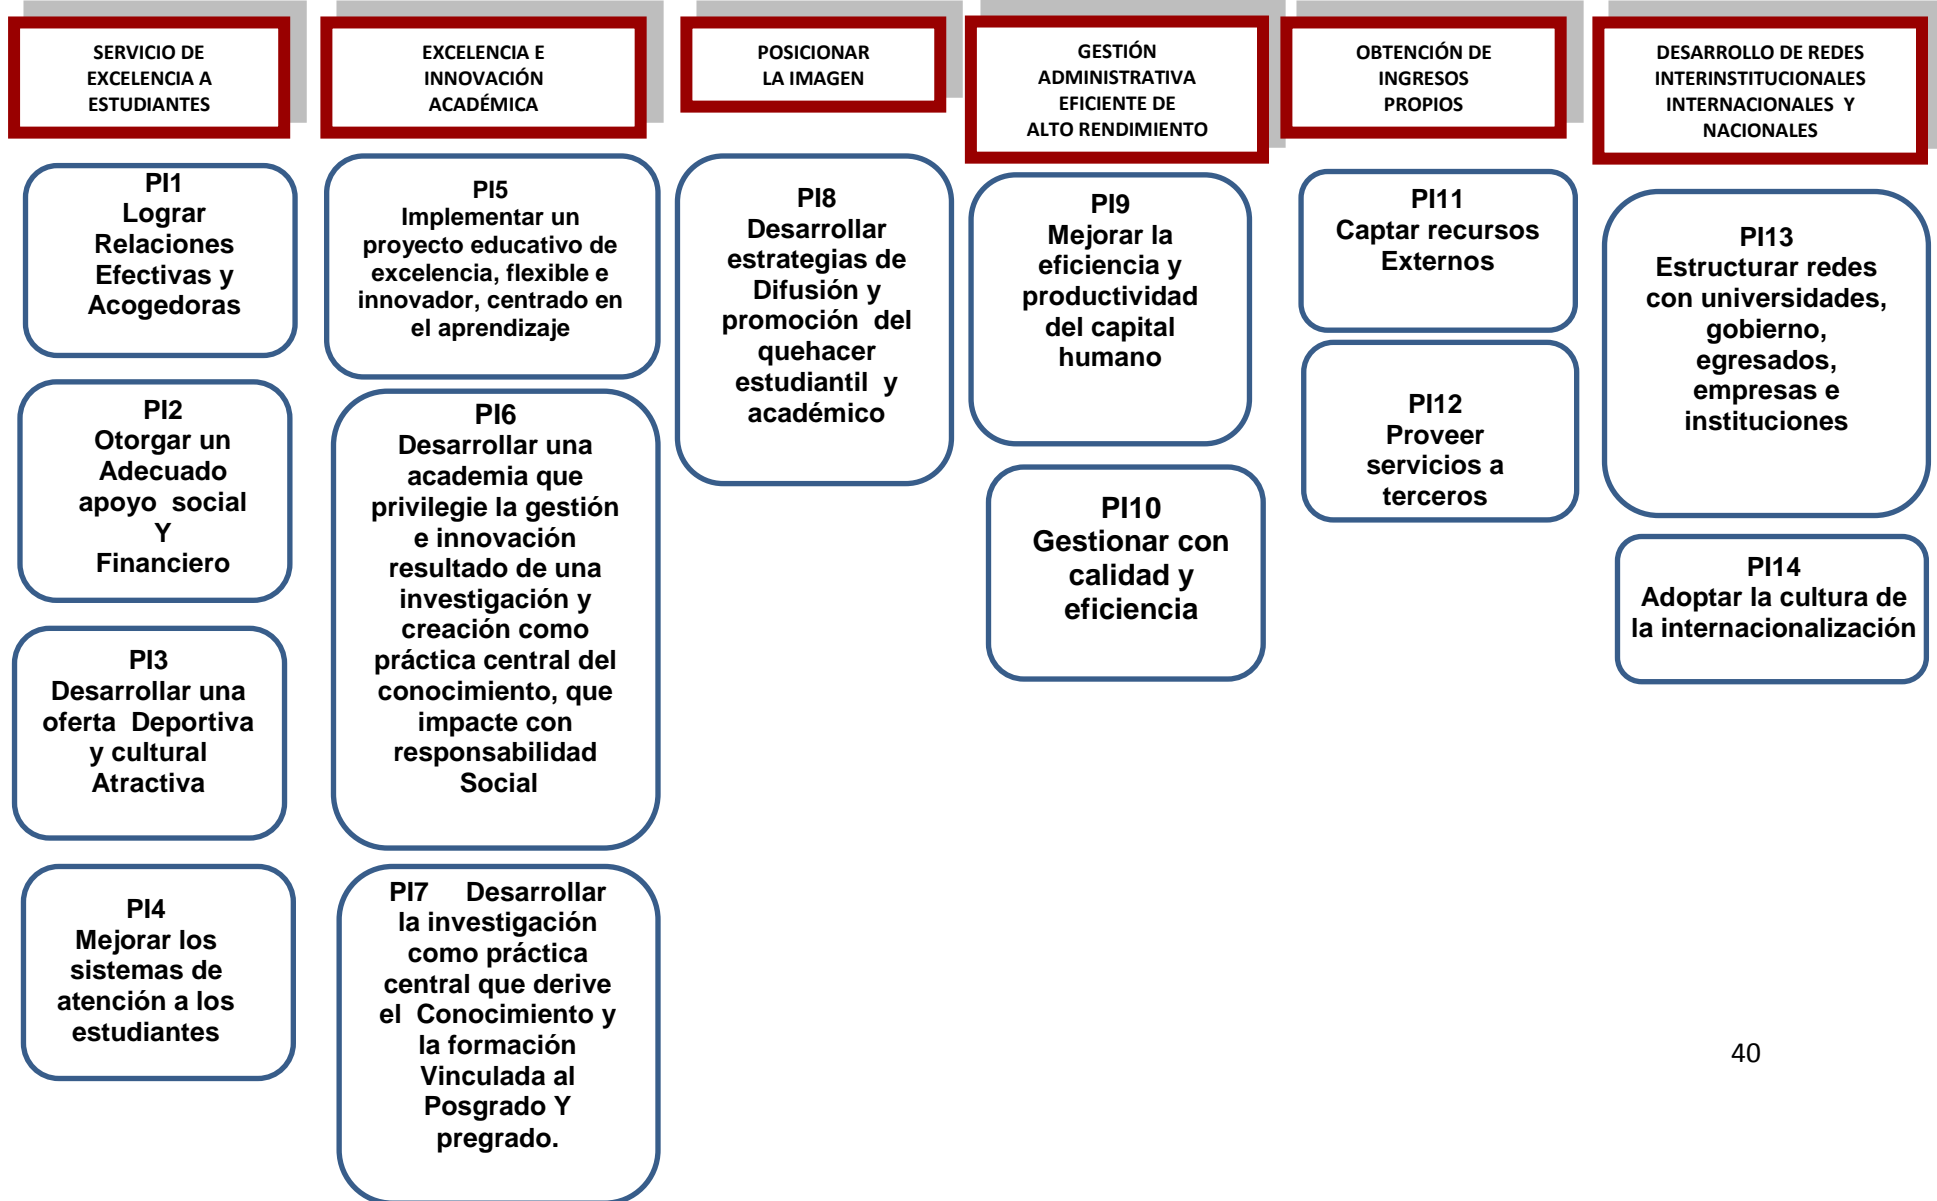 SERVICIO DE
EXCELENCIA A
ESTUDIANTES
EXCELENCIA E
INNOVACIÓN
ACADÉMICA
POSICIONAR
LA IMAGEN
GESTIÓN
ADMINISTRATIVA
EFICIENTE DE
ALTO RENDIMIENTO
OBTENCIÓN DE
INGRESOS
PROPIOS
DESARROLLO DE REDES
INTERINSTITUCIONALES
INTERNACIONALES Y
NACIONALES
PI1
Lograr
Relaciones
Efectivas y
Acogedoras
PI2
Otorgar un
Adecuado
apoyo social
Y
Financiero
PI3
Desarrollar una
oferta Deportiva
y cultural
Atractiva
PI4
Mejorar los
sistemas de
atención a los
estudiantes
PI5
Implementar un
proyecto educativo de
excelencia, flexible e
innovador, centrado en
el aprendizaje
PI6
Desarrollar una
academia que
privilegie la gestión
e innovación
resultado de una
investigación y
creación como
práctica central del
conocimiento, que
impacte con
responsabilidad
Social
PI7 Desarrollar
la investigación
como práctica
central que derive
el Conocimiento y
la formación
Vinculada al
Posgrado Y
pregrado.
PI8
Desarrollar
estrategias de
Difusión y
promoción del
quehacer
estudiantil y
académico
PI9
Mejorar la
eficiencia y
productividad
del capital
humano
PI10
Gestionar con
calidad y
eficiencia
PI11
Captar recursos
Externos
PI12
Proveer
servicios a
terceros
PI13
Estructurar redes
con universidades,
gobierno,
egresados,
empresas e
instituciones
PI14
Adoptar la cultura de
la internacionalización
40